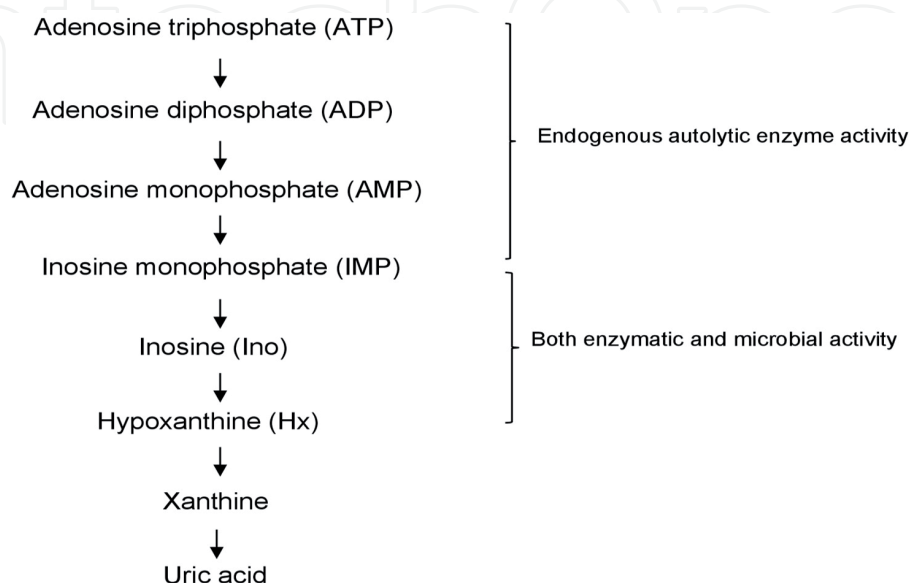 Adenosine triphosphate (ATP)
Adenosine diphosphate (ADP)
Endogenous autolytic enzyme activity
Adenosine monophosphate (AMP)
Inosine monophosphate (IMP)
Both enzymatic and microbial activity
Inosine (Ino)
Hypoxanthine (Hx)
Xanthine
Uric acid